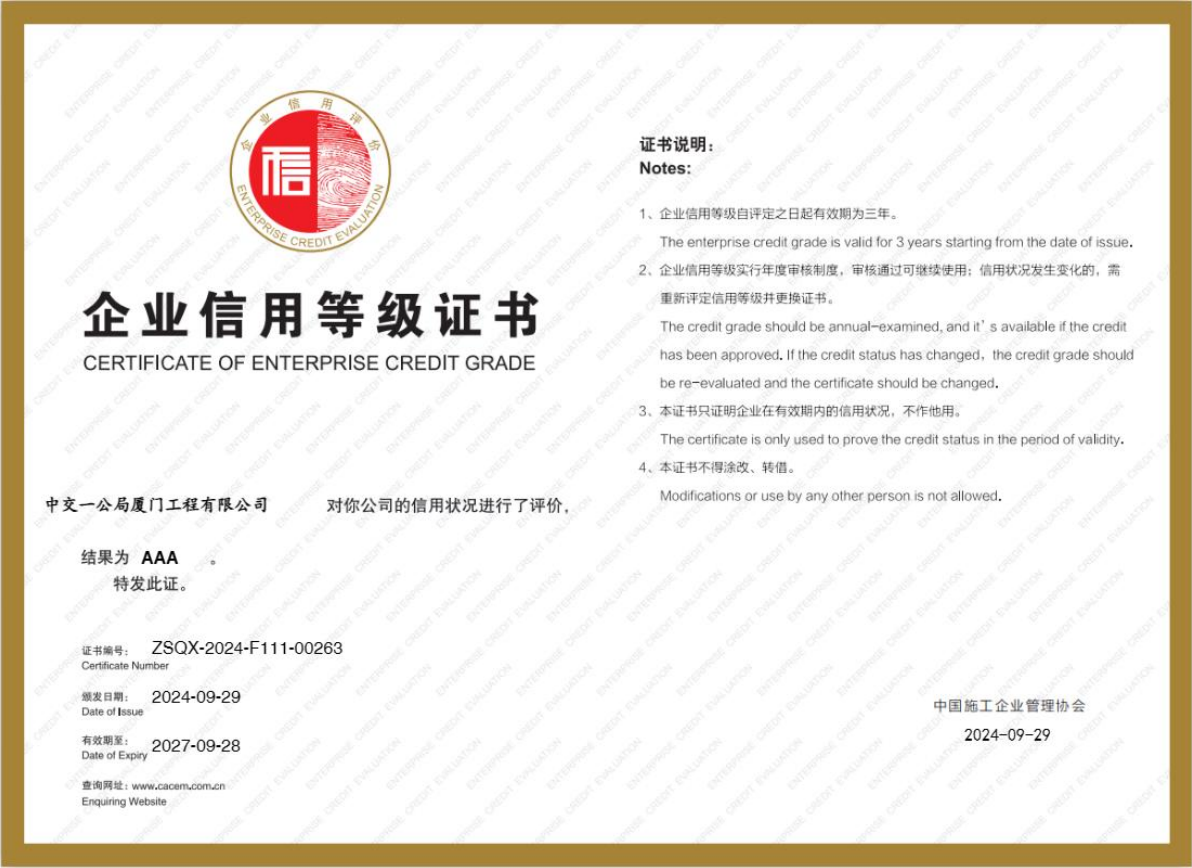 企业信用评价
信
ENTERPRISE CREDIT EVALUATION
企业信用等级证书
CERTIFICATE OF ENTERPRISE CREDIT GRADE
中交一公局厦门工程有限公司 对你公司的信用状况进行了评价，
结果为 AAA 。
特发此证。
证书编号： ZSQX-2024-F111-00263
Certificate Number
颁发日期： 2024-09-29
Date of Issue
有效期至： 2027-09-28
Date of Expiry
查询网址：www.cacem.com.cn
Enquiring Website
证书说明：
Notes:
1、企业信用等级自评定之日起有效期为三年。
The enterprise credit grade is valid for 3 years starting from the date of issue.
2、企业信用等级实行年度审核制度，审核通过可继续使用；信用状况发生变化的，需
重新评定信用等级并更换证书。
The credit grade should be annual-examined, and it's available if the credit
has been approved. If the credit status has changed, the credit grade should
be re-evaluated and the certificate should be changed.
3、本证书只证明企业在有效期内的信用状况，不作他用。
The certificate is only used to prove the credit status in the period of validity.
4、本证书不得涂改、转借。
Modifications or use by any other person is not allowed.
中国施工企业管理协会
2024-09-29